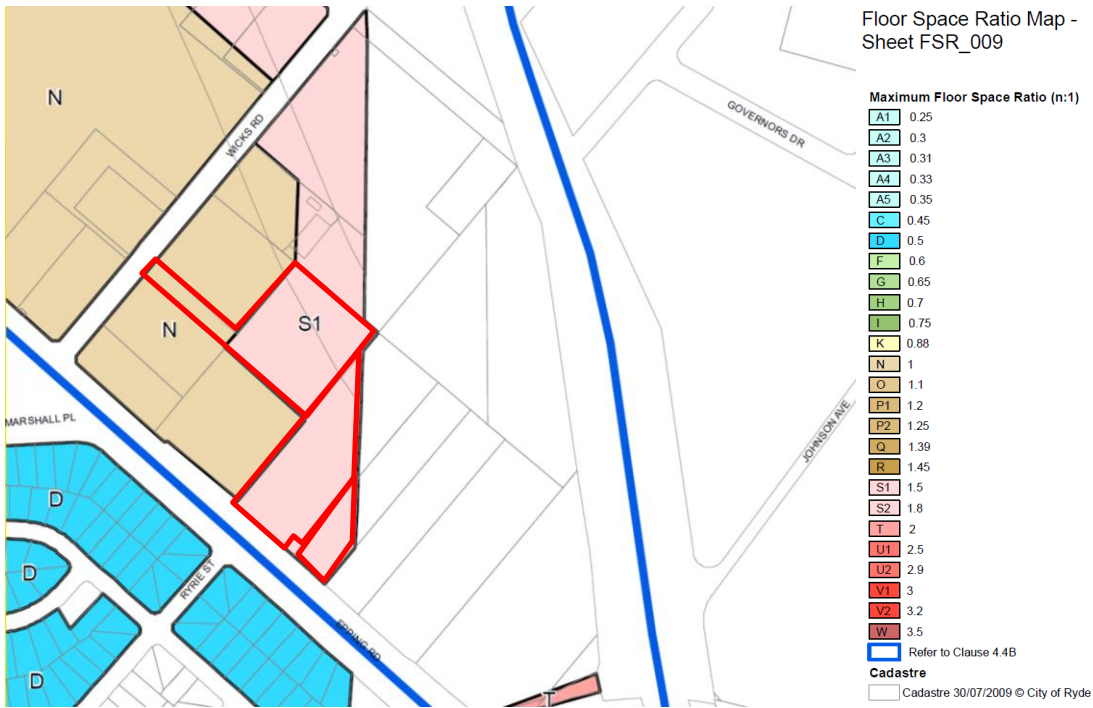 Floor Space Ratio Map -
Sheet FSR_009
Maximum Floor Space Ratio (n:1)
A1 0.25
A2 0.3
A3 0.31
A4 0.33
A5 0.35
C 0.45
D 0.5
F 0.6
G 0.65
H 0.7
I 0.75
K 0.88
N 1
O 1.1
P1 1.2
P2 1.25
Q 1.39
R 1.45
S1 1.5
S2 1.8
T 2
U1 2.5
U2 2.9
V1 3
V2 3.2
W 3.5
Refer to Clause 4.4B
Cadastre
Cadastre 30/07/2009 © City of Ryde
N
WICKS RD
GOVERNORS DR
N
S1
MARSHALL PL
JOHNSON AVE
D
D
RYRIE ST
EPPING RD
D
T